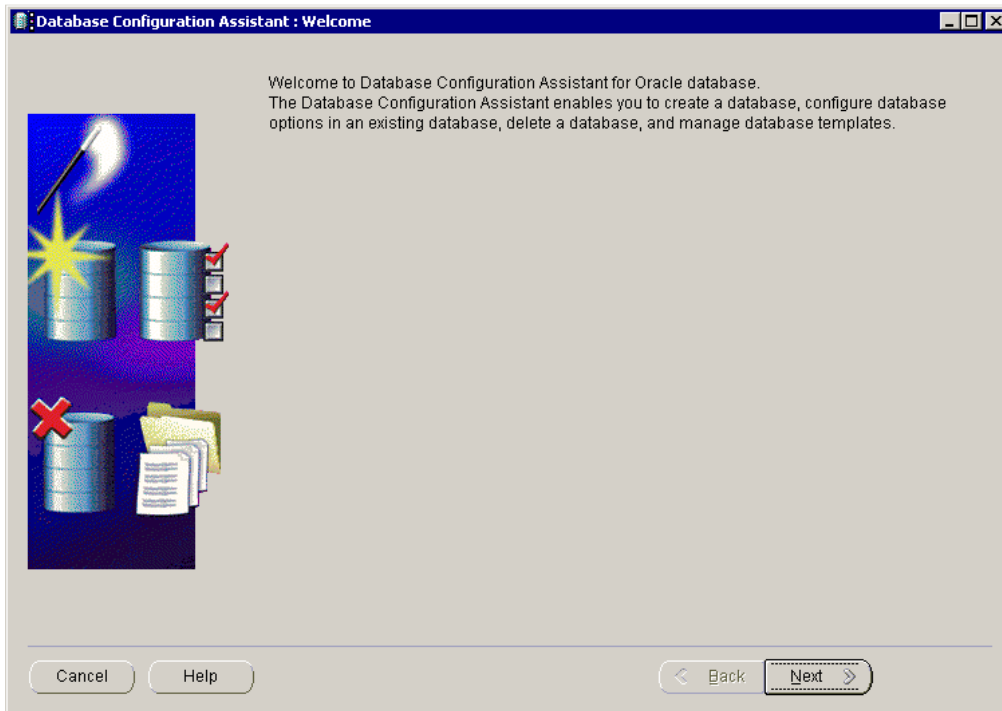 Database Configuration Assistant : Welcome
Welcome to Database Configuration Assistant for Oracle database.
The Database Configuration Assistant enables you to create a database, configure database
options in an existing database, delete a database, and manage database templates.
Cancel
Help
Back
Next